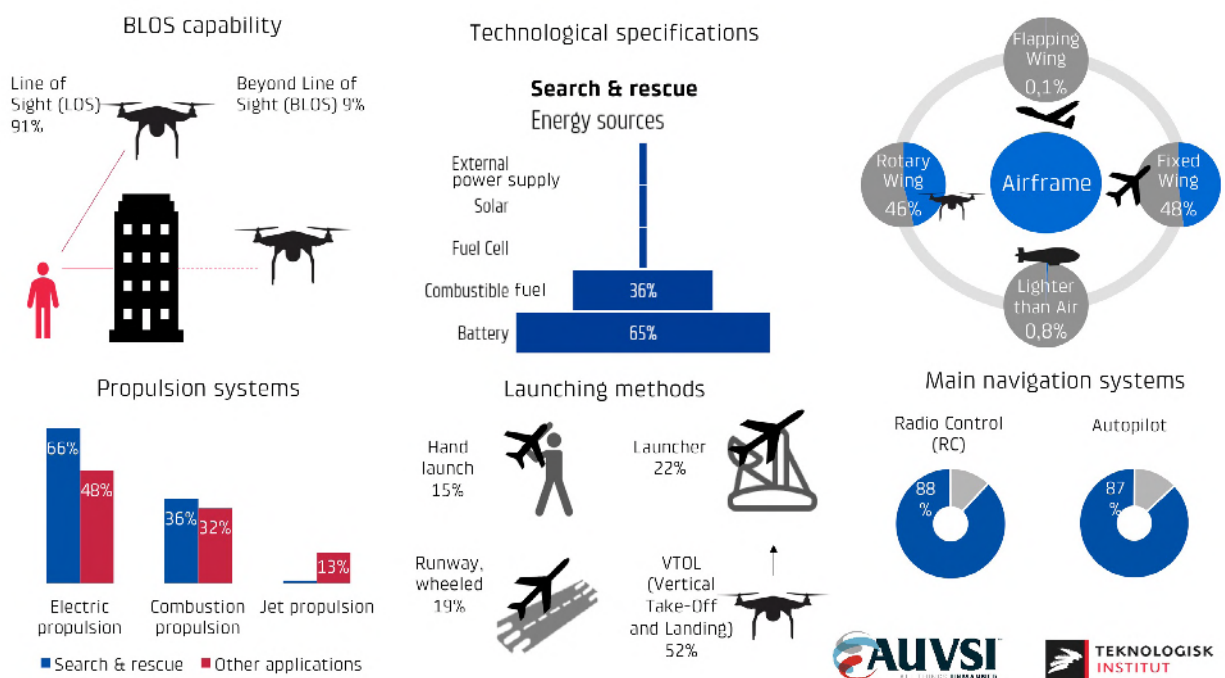 BLOS capability
Line of
Sight (LOS)
91%
Beyond Line of
Sight (BLOS) 9%
Technological specifications
Search & rescue
Energy sources
External
power supply
Solar
Fuel Cell
Combustible fuel
36%
Battery
65%
Flapping
Wing
0,1%
Rotary
Wing
46%
Airframe
Fixed
Wing
48%
Lighter
than Air
0,8%
Propulsion systems
66%
48%
36%
32%
13%
Electric
propulsion
Combustion
propulsion
Jet propulsion
Search & rescue
Other applications
Launching methods
Hand
launch
15%
Launcher
22%
Runway,
wheeled
19%
VTOL
(Vertical
Take-Off
and Landing)
52%
Main navigation systems
Radio Control
(RC)
88
%
Autopilot
87
%
AUVSI
TEKNOLOGISK
INSTITUT